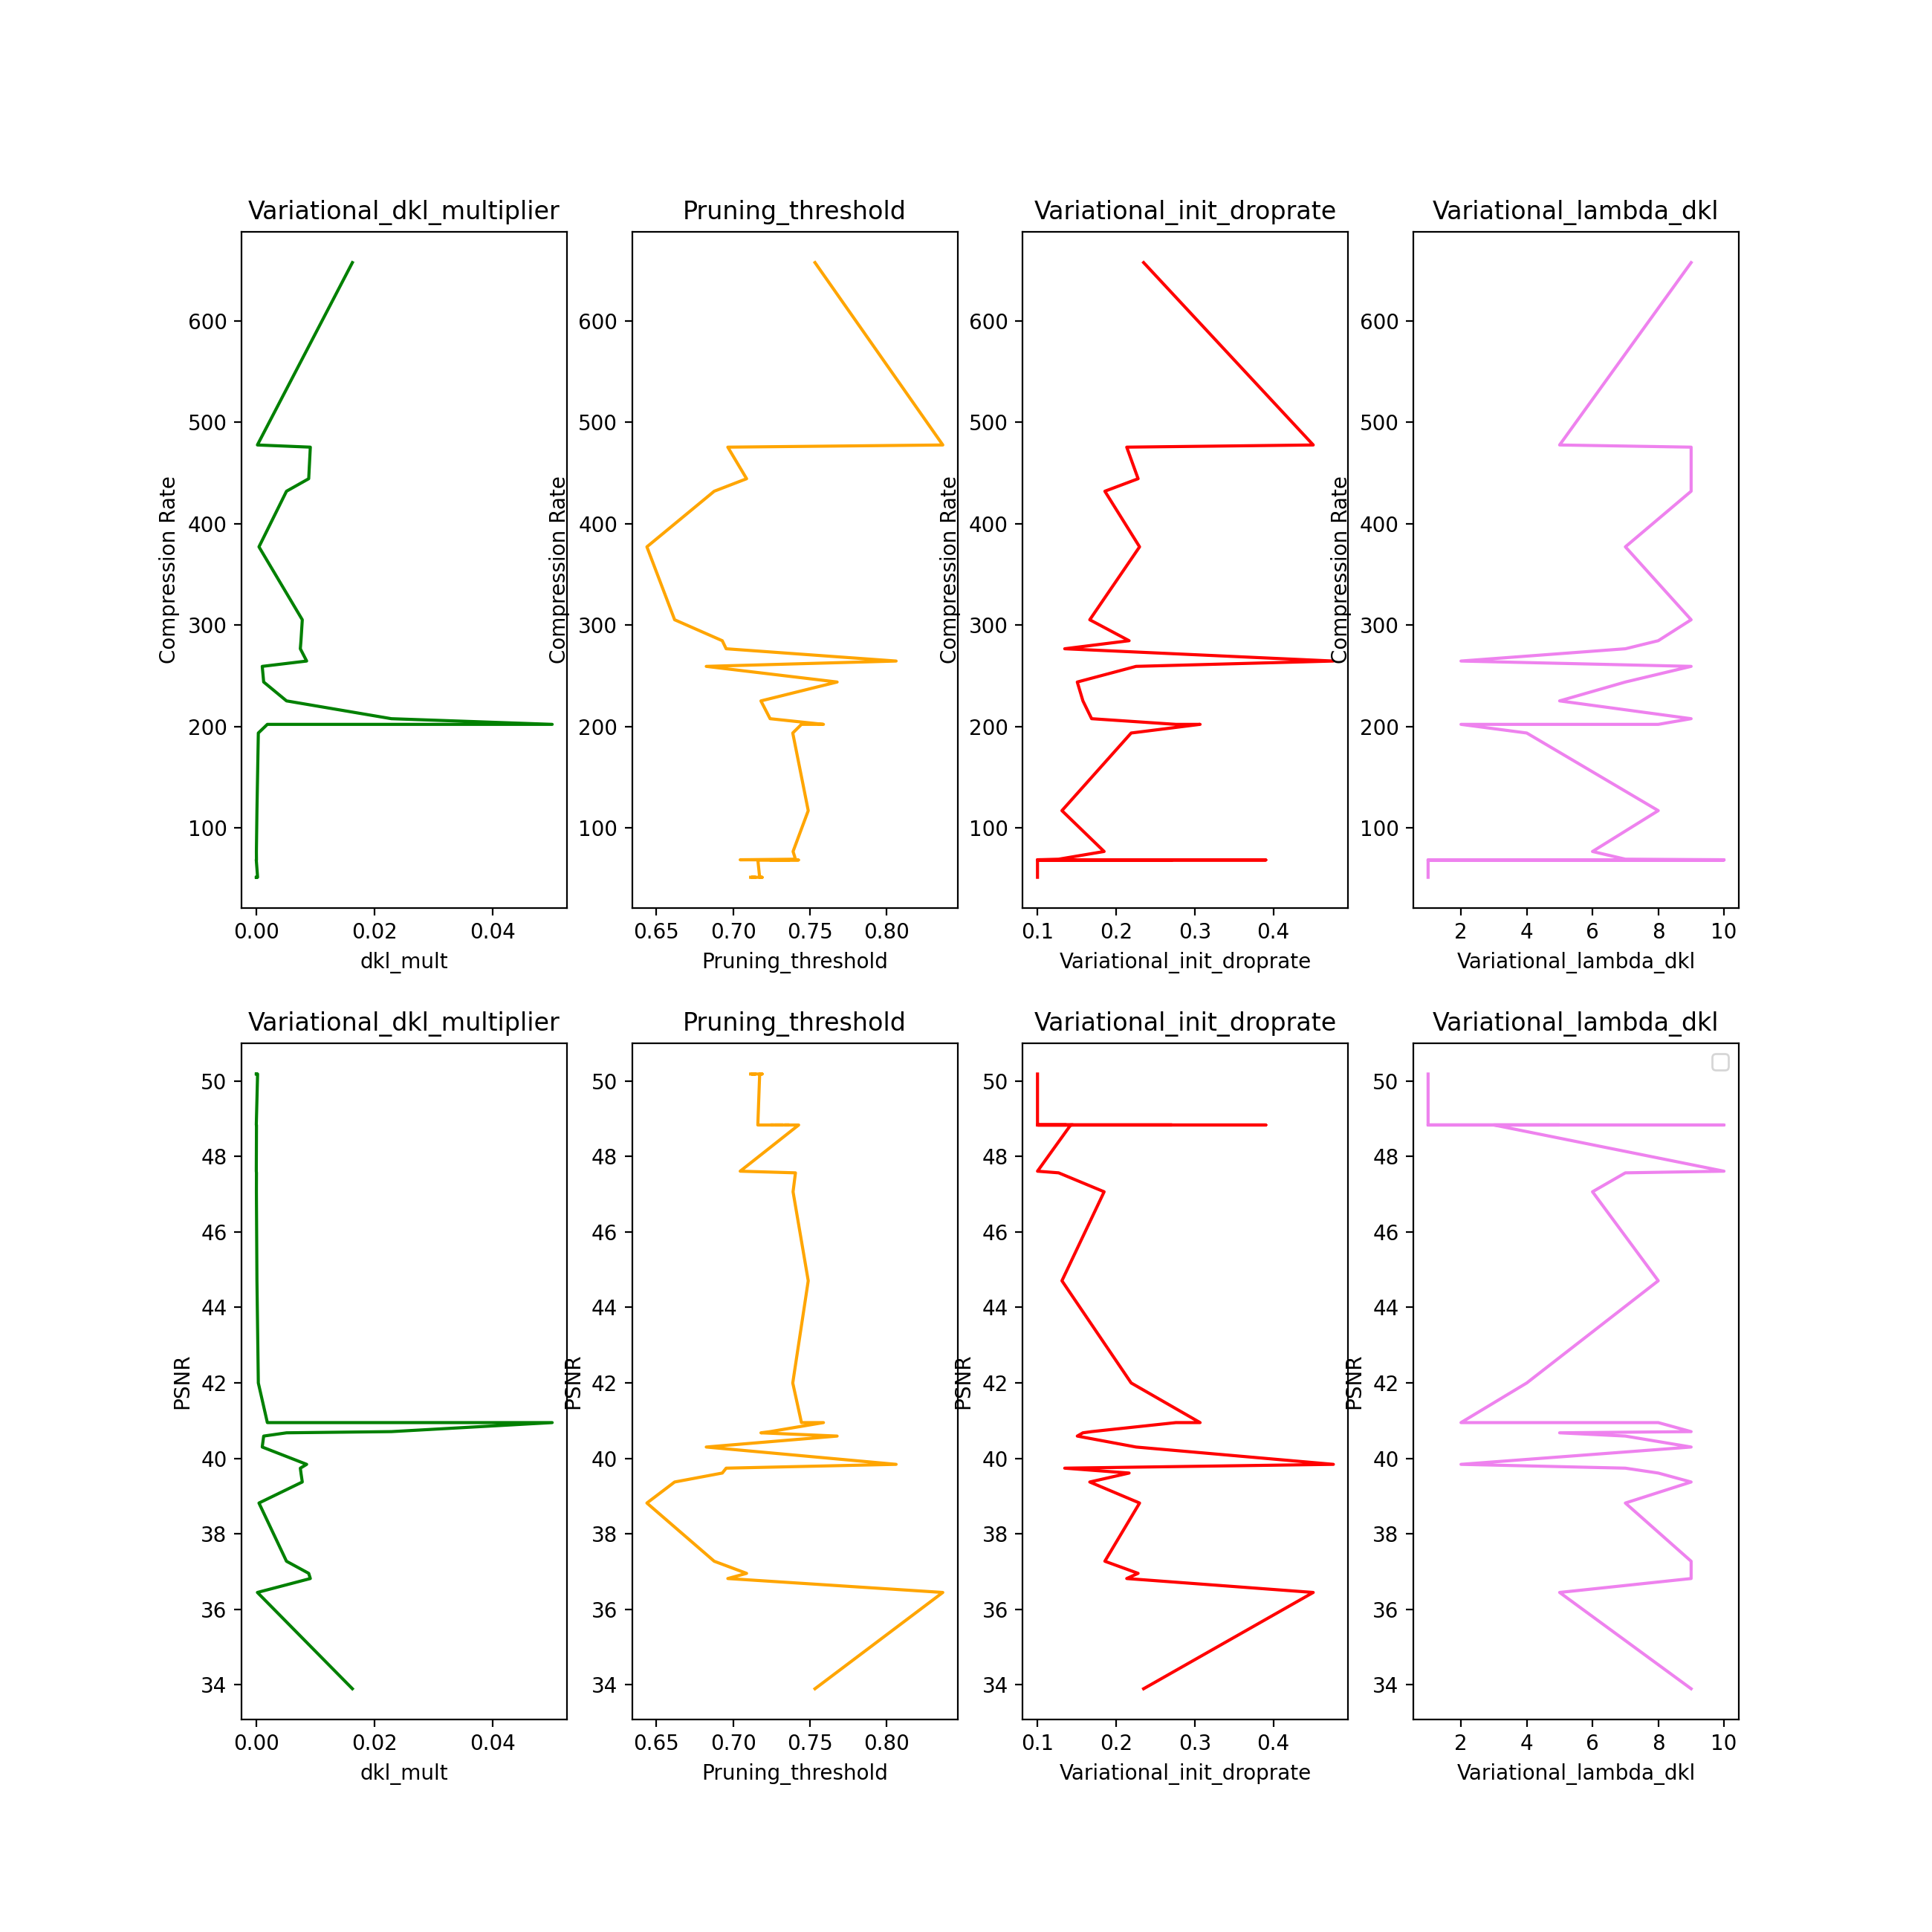 Variational_dkl_multiplier Pruning_threshold Variational_init_droprate Variational_lambda_dkl
600 600 600 600
500 500 500 500
Compression Rate Compression Rate Compression Rate Compression Rate
400 400 400 400
300 300 300 300
200 200 200 200
100 100 100 100
0.00 0.02 0.04 0.65 0.70 0.75 0.80 0.1 0.2 0.3 0.4 2 4 6 8 10
dkl_mult Pruning_threshold Variational_init_droprate Variational_lambda_dkl
Variational_dkl_multiplier Pruning_threshold Variational_init_droprate Variational_lambda_dkl
50 50 50 50
48 48 48 48
46 46 46 46
44 44 44 44
PSNR PSNR PSNR PSNR
42 42 42 42
40 40 40 40
38 38 38 38
36 36 36 36
34 34 34 34
0.00 0.02 0.04 0.65 0.70 0.75 0.80 0.1 0.2 0.3 0.4 2 4 6 8 10
dkl_mult Pruning_threshold Variational_init_droprate Variational_lambda_dkl